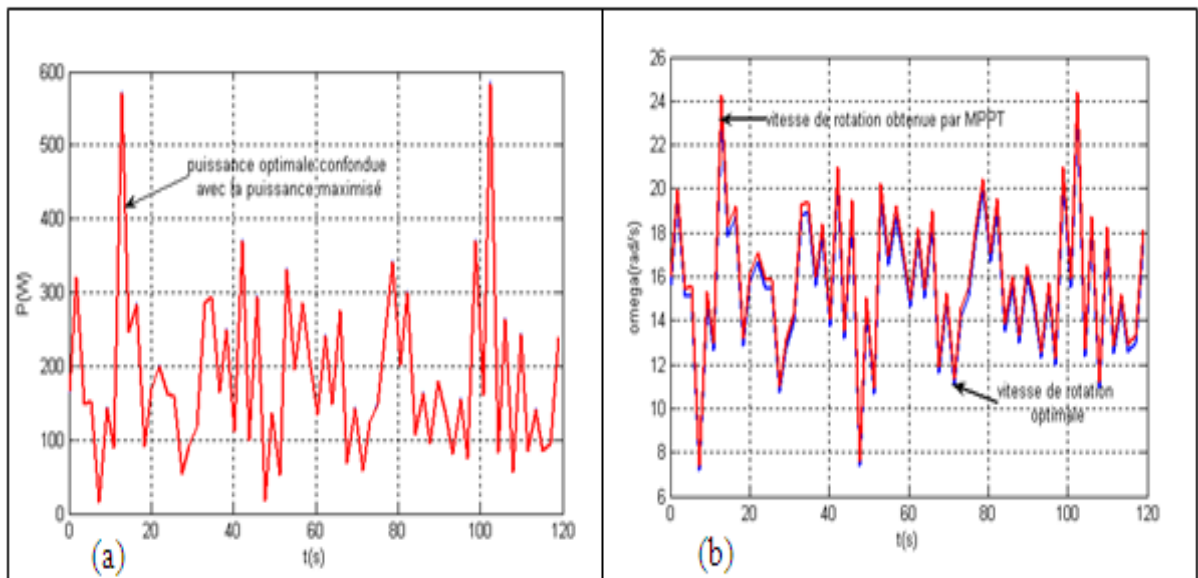 600
500
400
300
200
100
0
P(W)
puissance optimale confondue
avec la puissance maximisé
0 20 40 60 80 100 120
t(s)
(a)
26
24
22
20
18
16
14
12
10
8
6
omega(rad/s)
vitesse de rotation obtenue par MPPT
vitesse de rotation
optimale
0 20 40 60 80 100 120
t(s)
(b)